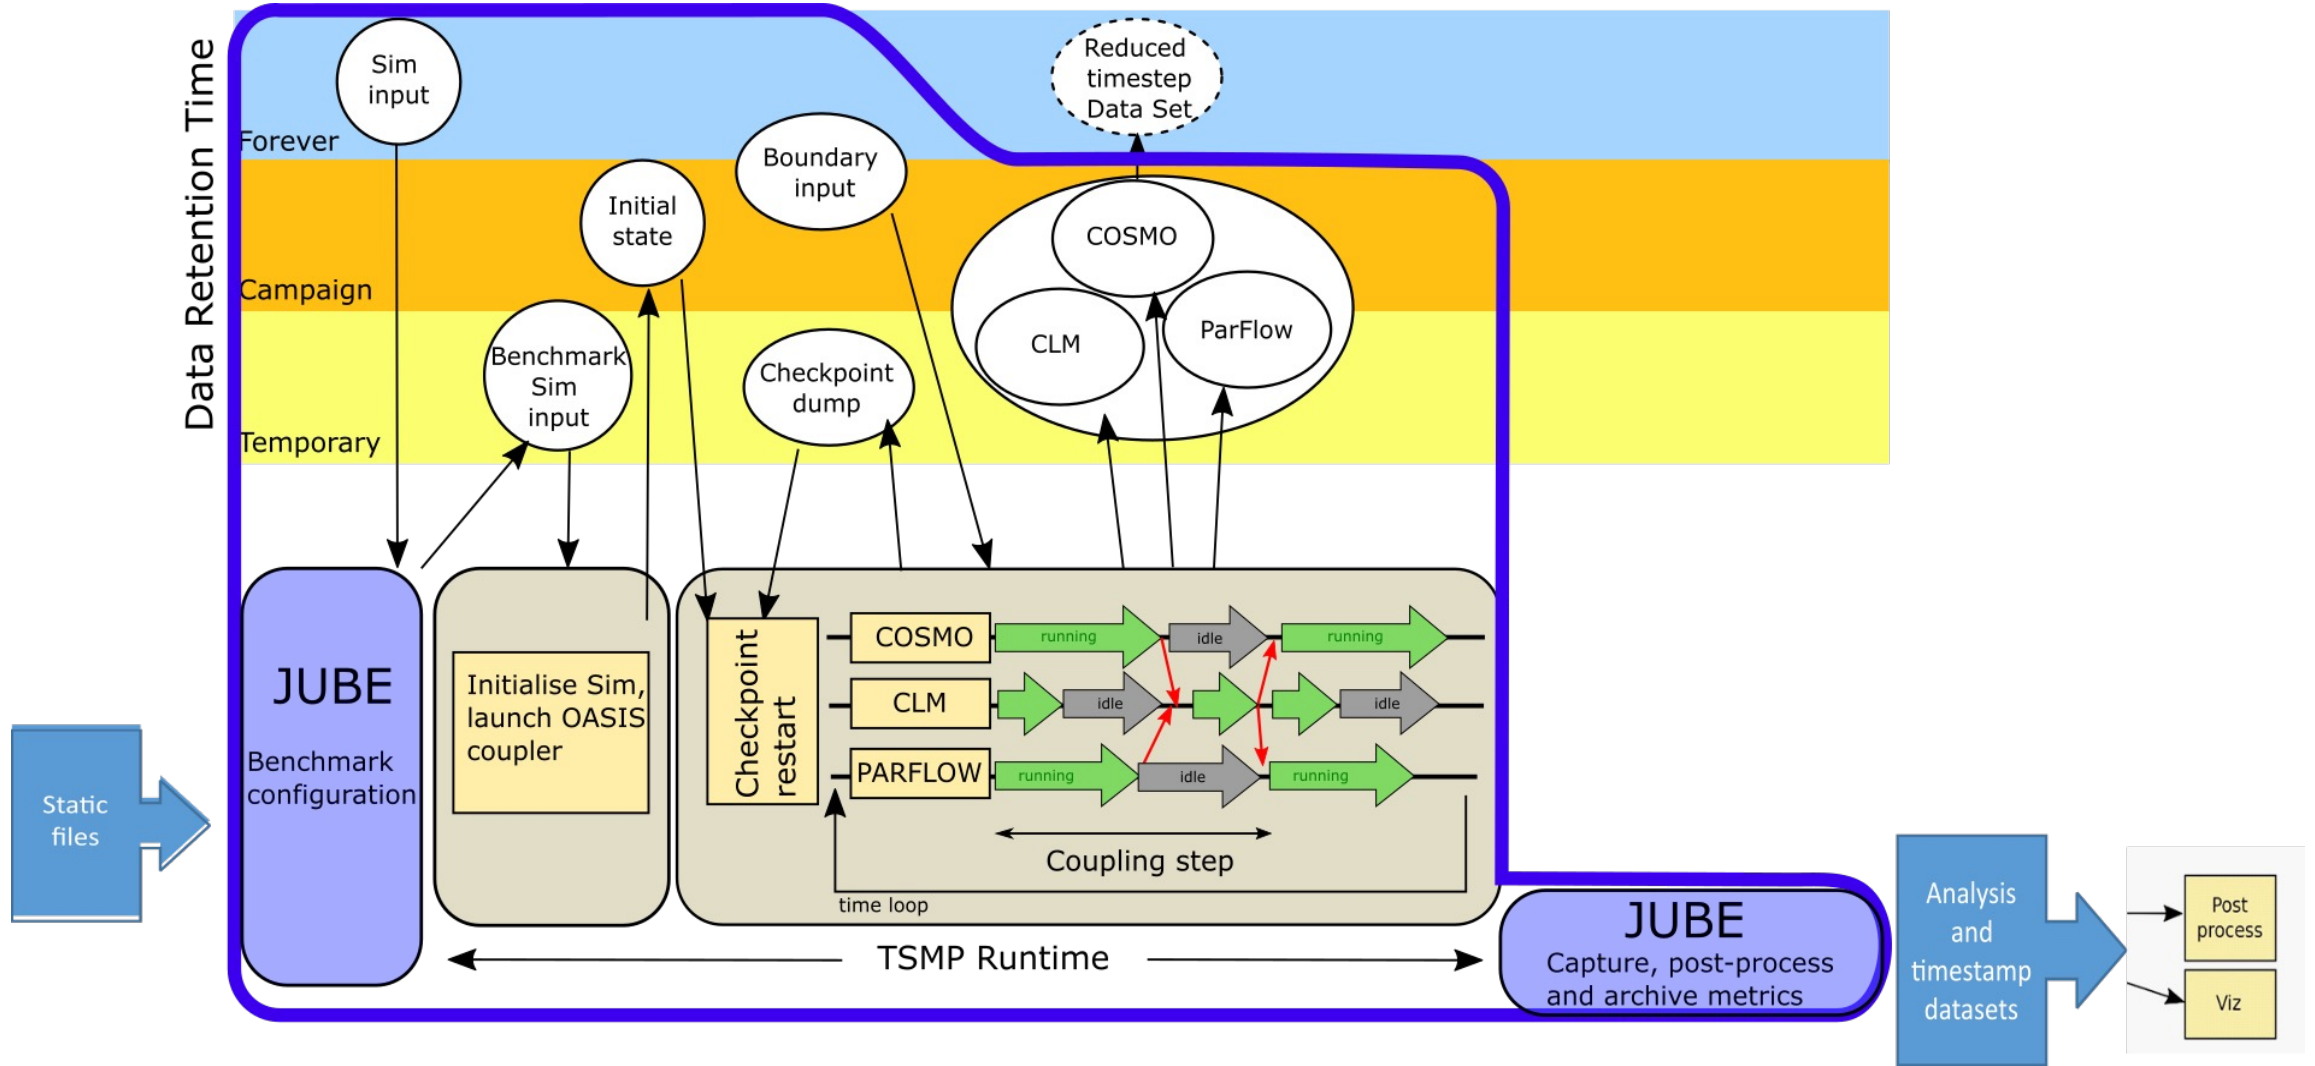 Data Retention Time
Sim
input
Reduced
timestep
Data Set
Forever
Boundary
input
Initial
state
COSMO
Campaign
CLM
ParFlow
Benchmark
Sim
input
Checkpoint
dump
Temporary
JUBE
Benchmark
configuration
Initialise Sim,
launch OASIS
coupler
Checkpoint
restart
COSMO
running
idle
running
CLM
idle
idle
PARFLOW
running
idle
running
Coupling step
time loop
TSMP Runtime
Static
files
JUBE
Capture, post-process
and archive metrics
Analysis
and
timestamp
datasets
Post
process
Viz